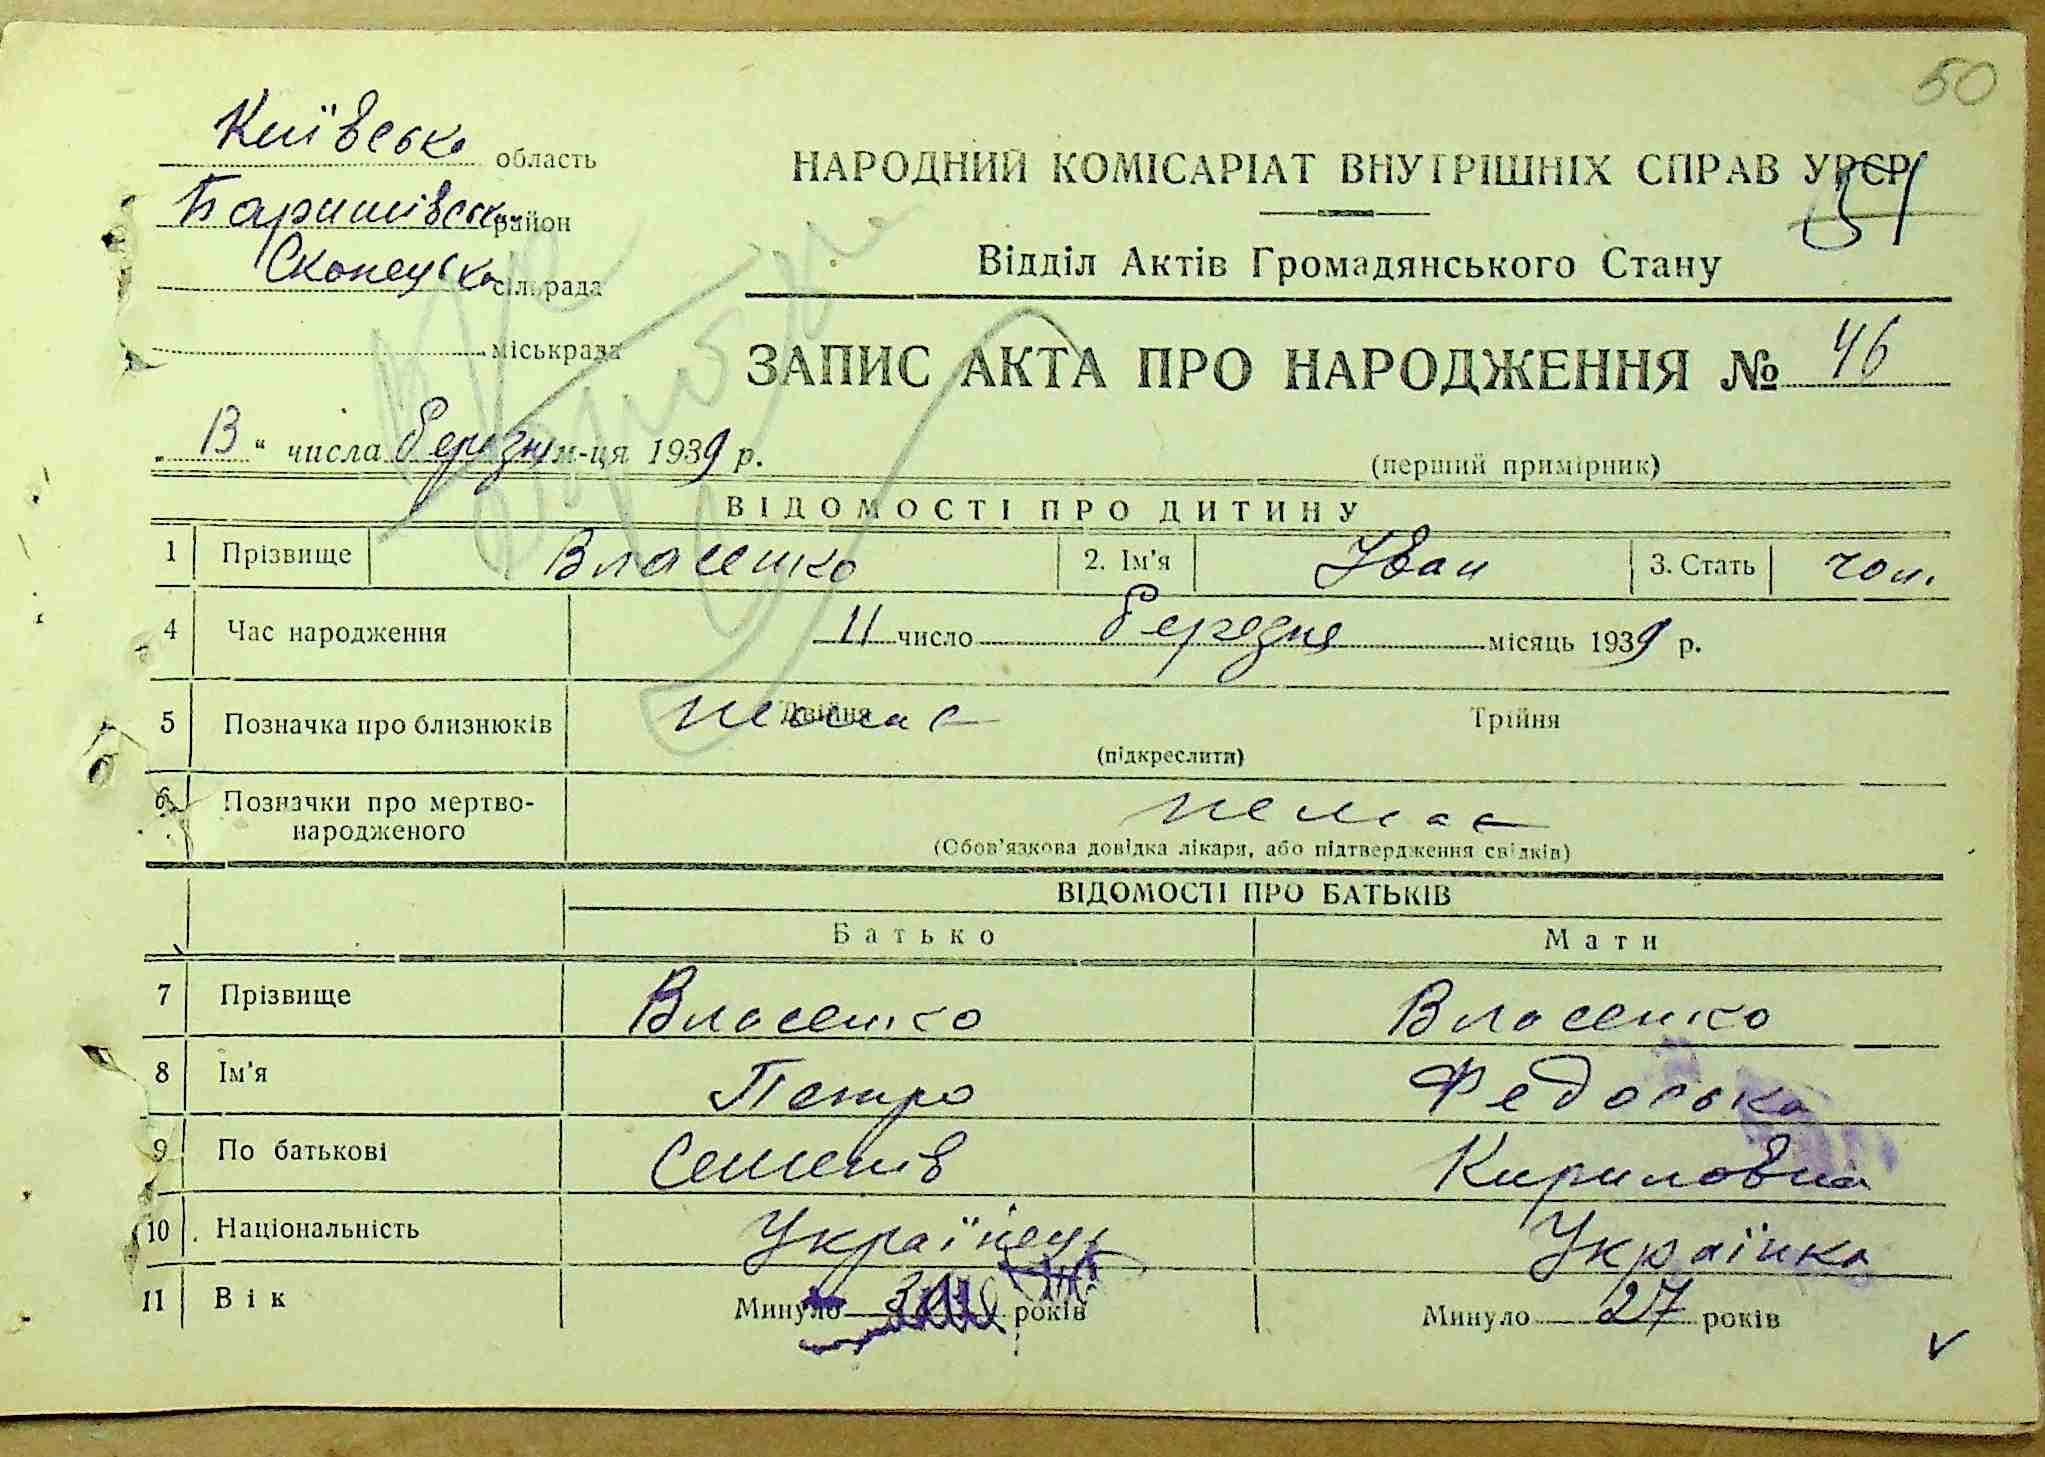 50
Київська область
НАРОДНИЙ КОМІСАРІАТ ВНУТРІШНІХ СПРАВ УРСР
51
Баришівська район
Відділ Актів Громадянського Стану
Скопецька сільрада
міськрада
ЗАПИС АКТА ПРО НАРОДЖЕННЯ № 46
„13“ числа березня м-ця 1939 р.
(перший примірник)
ВІДОМОСТІ ПРО ДИТИНУ
1 Прізвище Власенко 2. Ім'я Іван 3. Стать чол.
4 Час народження 11 число березня місяць 1939 р.
5 Позначка про близнюків Двійня немає Трійня
(підкреслити)
6 Позначки про мертво-
народженого немає
(Обов'язкова довідка лікаря, або підтвердження свідків)
ВІДОМОСТІ ПРО БАТЬКІВ
Батько Мати
7 Прізвище Власенко Власенко
8 Ім'я Петро Федоська
9 По батькові Семенів Кириловна
10 Національність Українець Українка
11 Вік Минуло років Минуло 27 років